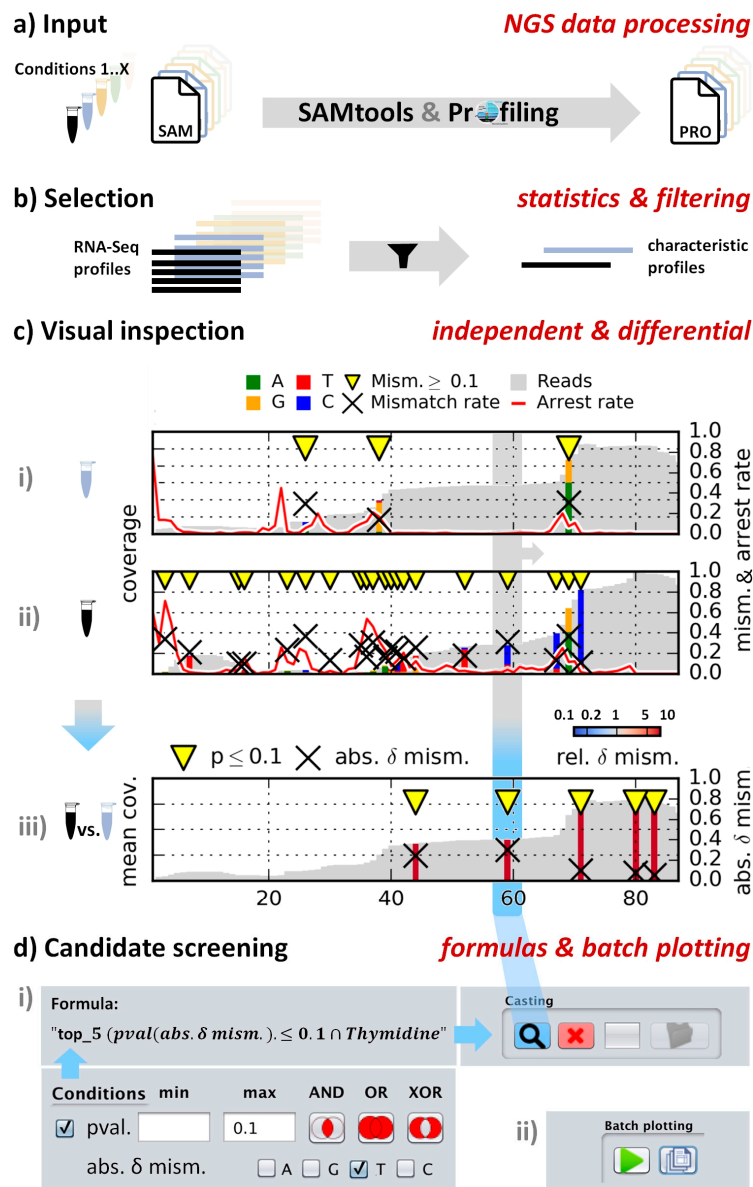 a) Input NGS data processing
Conditions 1..X
SAM
SAMtools & Profiling
PRO
b) Selection statistics & filtering
RNA-Seq
profiles
characteristic
profiles
c) Visual inspection independent & differential
A T Mism. ≥ 0.1 Reads
G C Mismatch rate Arrest rate
i)
1.0
0.8
0.6
0.4
0.2
0.0
ii)
1.0
0.8
0.6
0.4
0.2
0.0
coverage
mism.& arrest rate
0.1 0.2 1 5 10
p ≤ 0.1 abs. δ mism. rel. δ mism.
iii) vs.
mean cov.
1.0
0.8
0.6
0.4
0.2
0.0
abs. δ mism.
20 40 60 80
d) Candidate screening formulas & batch plotting
i)
Formula:
"top_5 (pval(abs. δ mism. ). ≤ 0. 1 ∩ Thymidine"
Casting
Conditions min max AND OR XOR
pval. 0.1
abs. δ mism. A G T C
ii)
Batch plotting